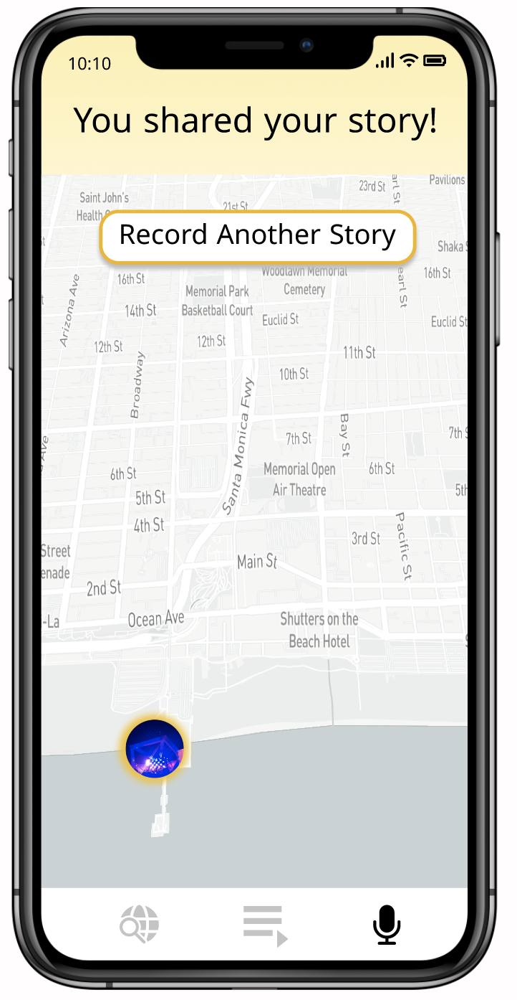 10:10
You shared your story!
23rd St
Pavilions
Saint John's
Health
21st St
Record Another Story
Shaka
16th St
Woodlawn Memorial
Cemetery
16th St
Arizona Ave
Memorial Park
Basketball Court
earl St
14th St
Euclid St
Euclid St
12th St
12th St
11th St
Broadway
10th St
Santa Monica Fwy
Bay St
7th St
7th S
6th St
Memorial Open
Air Theatre
6th St
5th St
5th
4th St
Pacific St
3rd St
Street
enade
Main St
2nd St
-La
Ocean Ave
Shutters on the
Beach Hotel